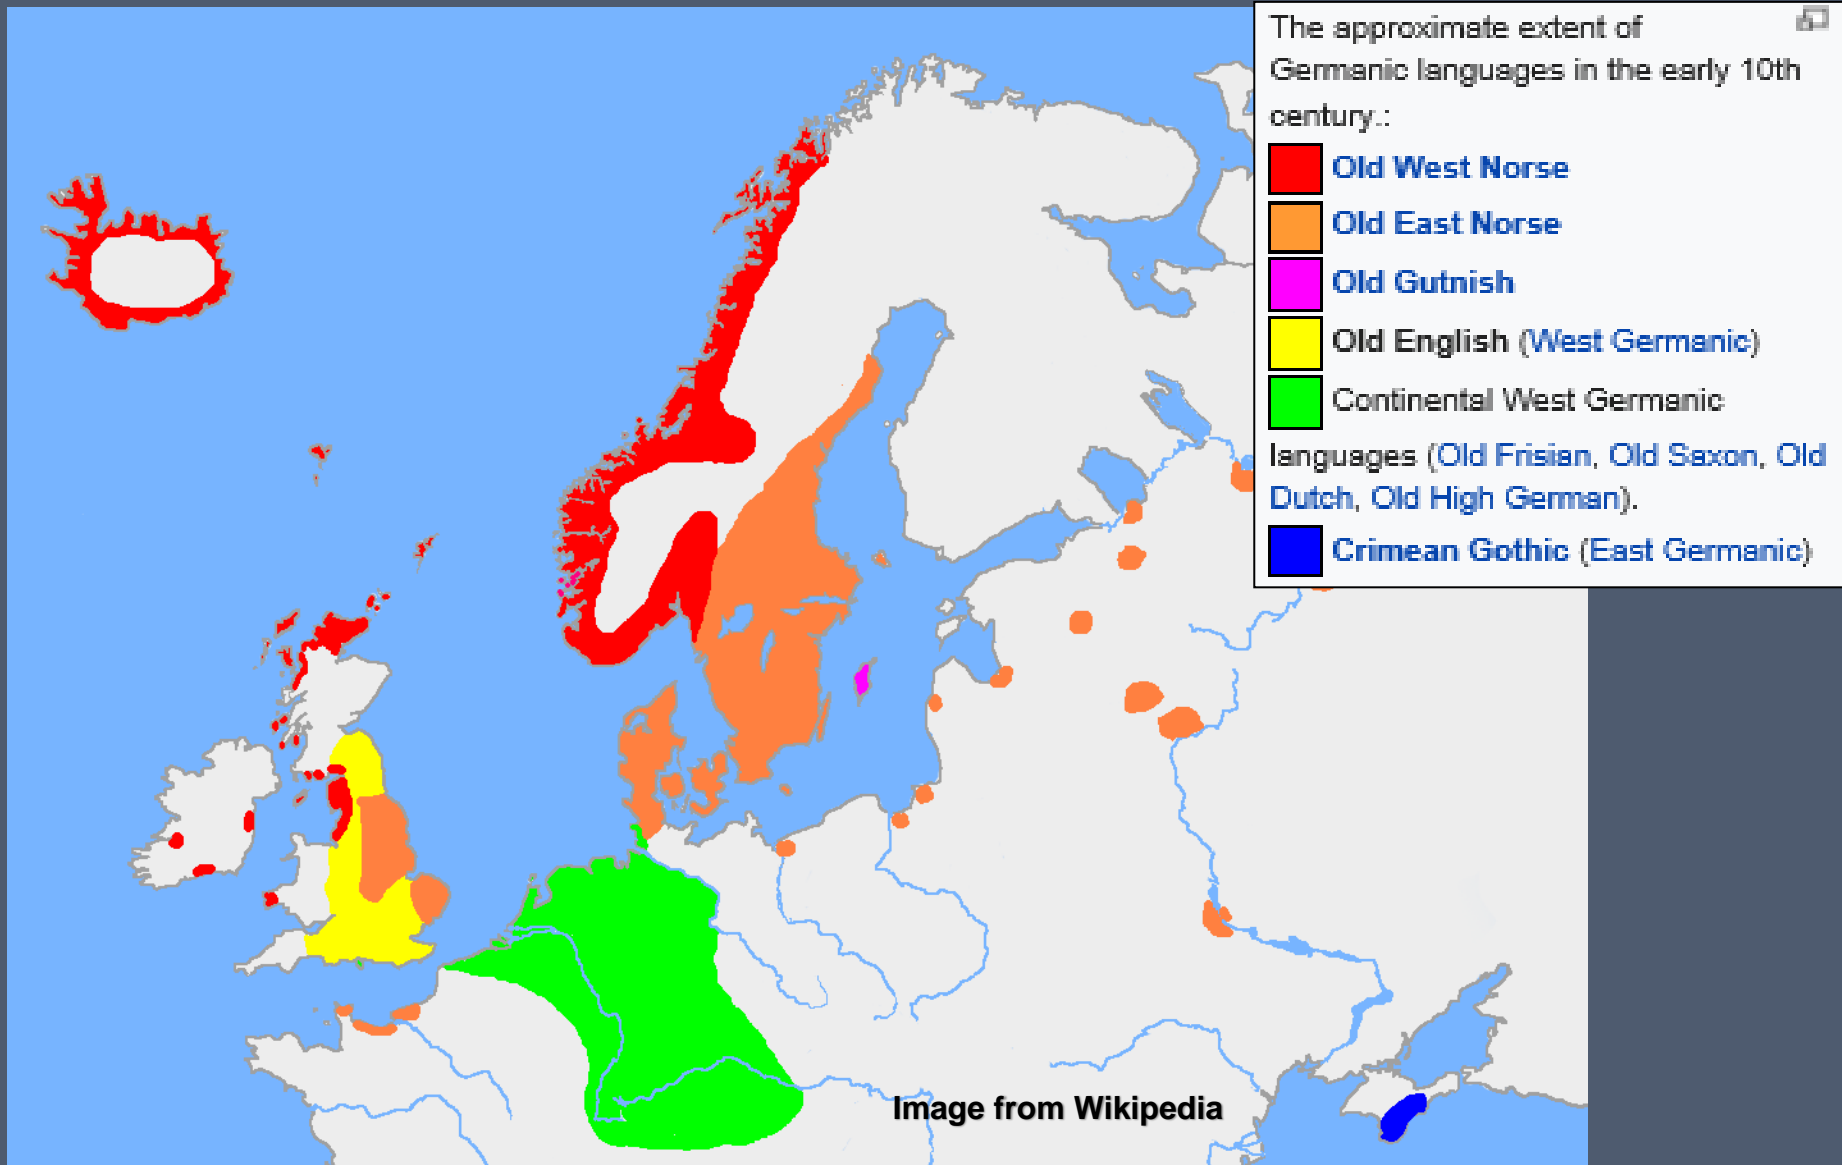 The approximate extent of
Germanic languages in the early 10th
century.:
Old West Norse
Old East Norse
Old Gutnish
Old English (West Germanic)
Continental West Germanic
languages (Old Frisian, Old Saxon, Old
Dutch, Old High German).
Crimean Gothic (East Germanic)
Image from Wikipedia